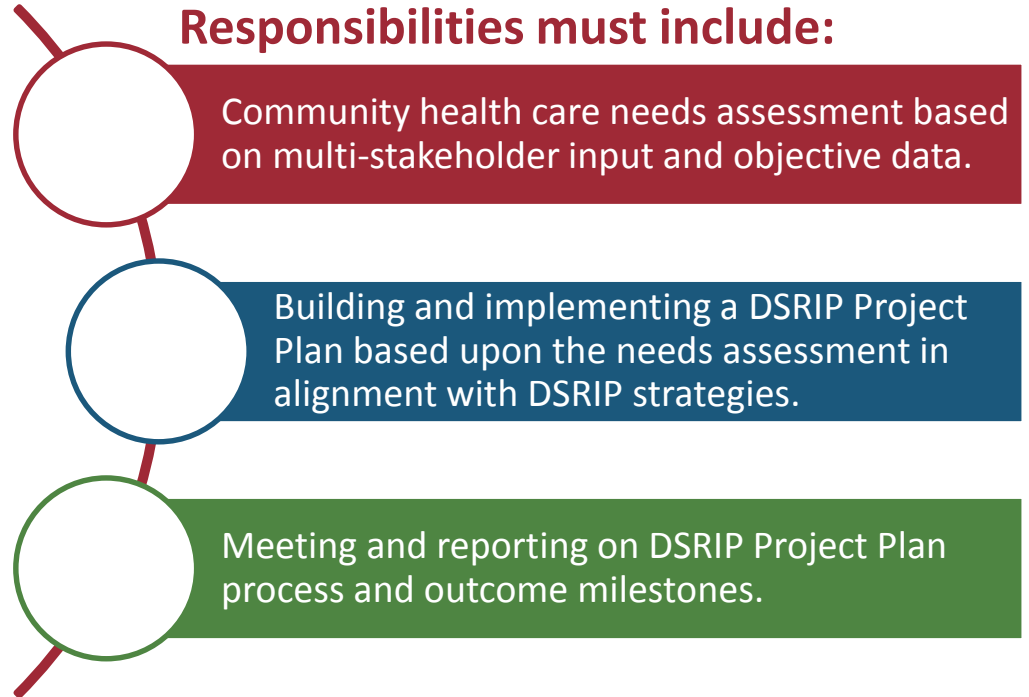 Responsibilities must include:
Community health care needs assessment based
on multi-stakeholder input and objective data.
Building and implementing a DSRIP Project
Plan based upon the needs assessment in
alignment with DSRIP strategies.
Meeting and reporting on DSRIP Project Plan
process and outcome milestones.